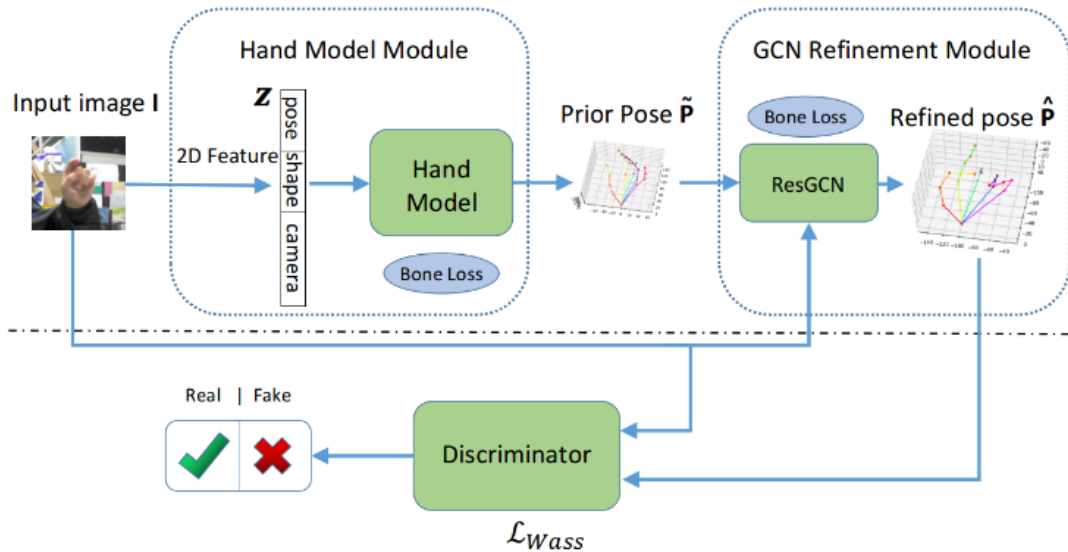 Hand Model Module
GCN Refinement Module
Input image I
z
pose shape camera
2D Feature
Hand Model
Bone Loss
Prior Pose P̃
Bone Loss
ResGCN
Refined pose P̂
Real | Fake
Discriminator
ℒ_Wass